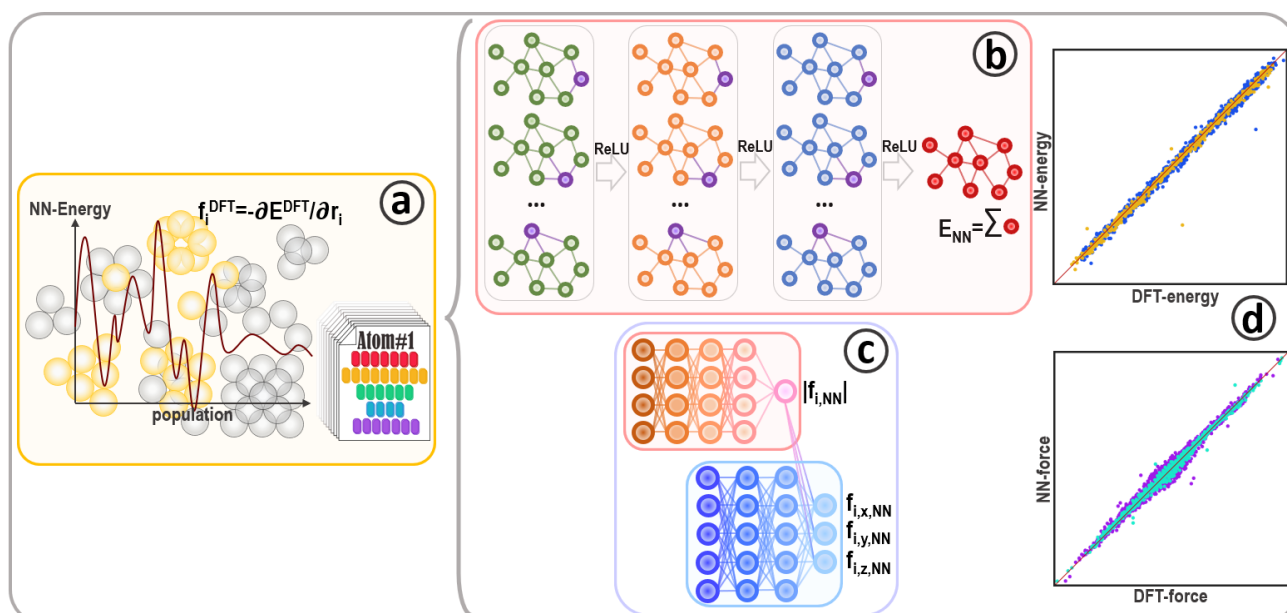 a
NN-Energy
f_i^DFT=-∂E^DFT/∂r_i
population
Atom#1
b
ReLU
ReLU
ReLU
...
...
...
E_NN=∑
c
|f_i,NN|
f_i,x,NN
f_i,y,NN
f_i,z,NN
NN-energy
DFT-energy
d
NN-force
DFT-force